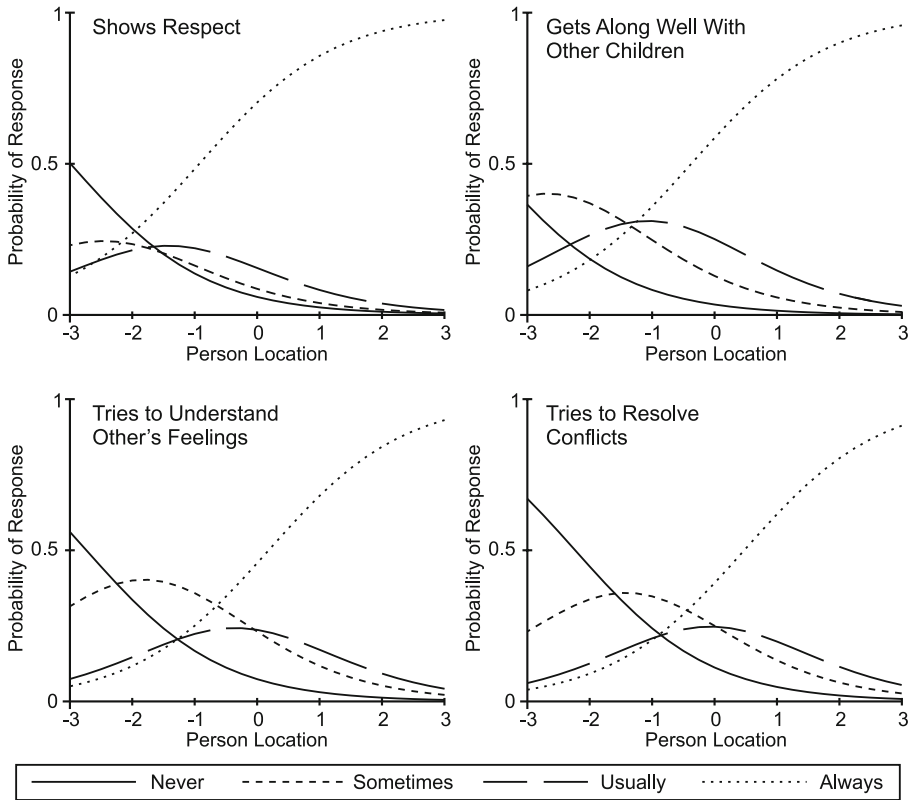 1
Shows Respect
Probability of Response
0.5
0
-3 -2 -1 0 1 2 3
Person Location
1
Gets Along Well With
Other Children
Probability of Response
0.5
0
-3 -2 -1 0 1 2 3
Person Location
1
Tries to Understand
Other's Feelings
Probability of Response
0.5
0
-3 -2 -1 0 1 2 3
Person Location
1
Tries to Resolve
Conflicts
Probability of Response
0.5
0
-3 -2 -1 0 1 2 3
Person Location
Never Sometimes Usually Always